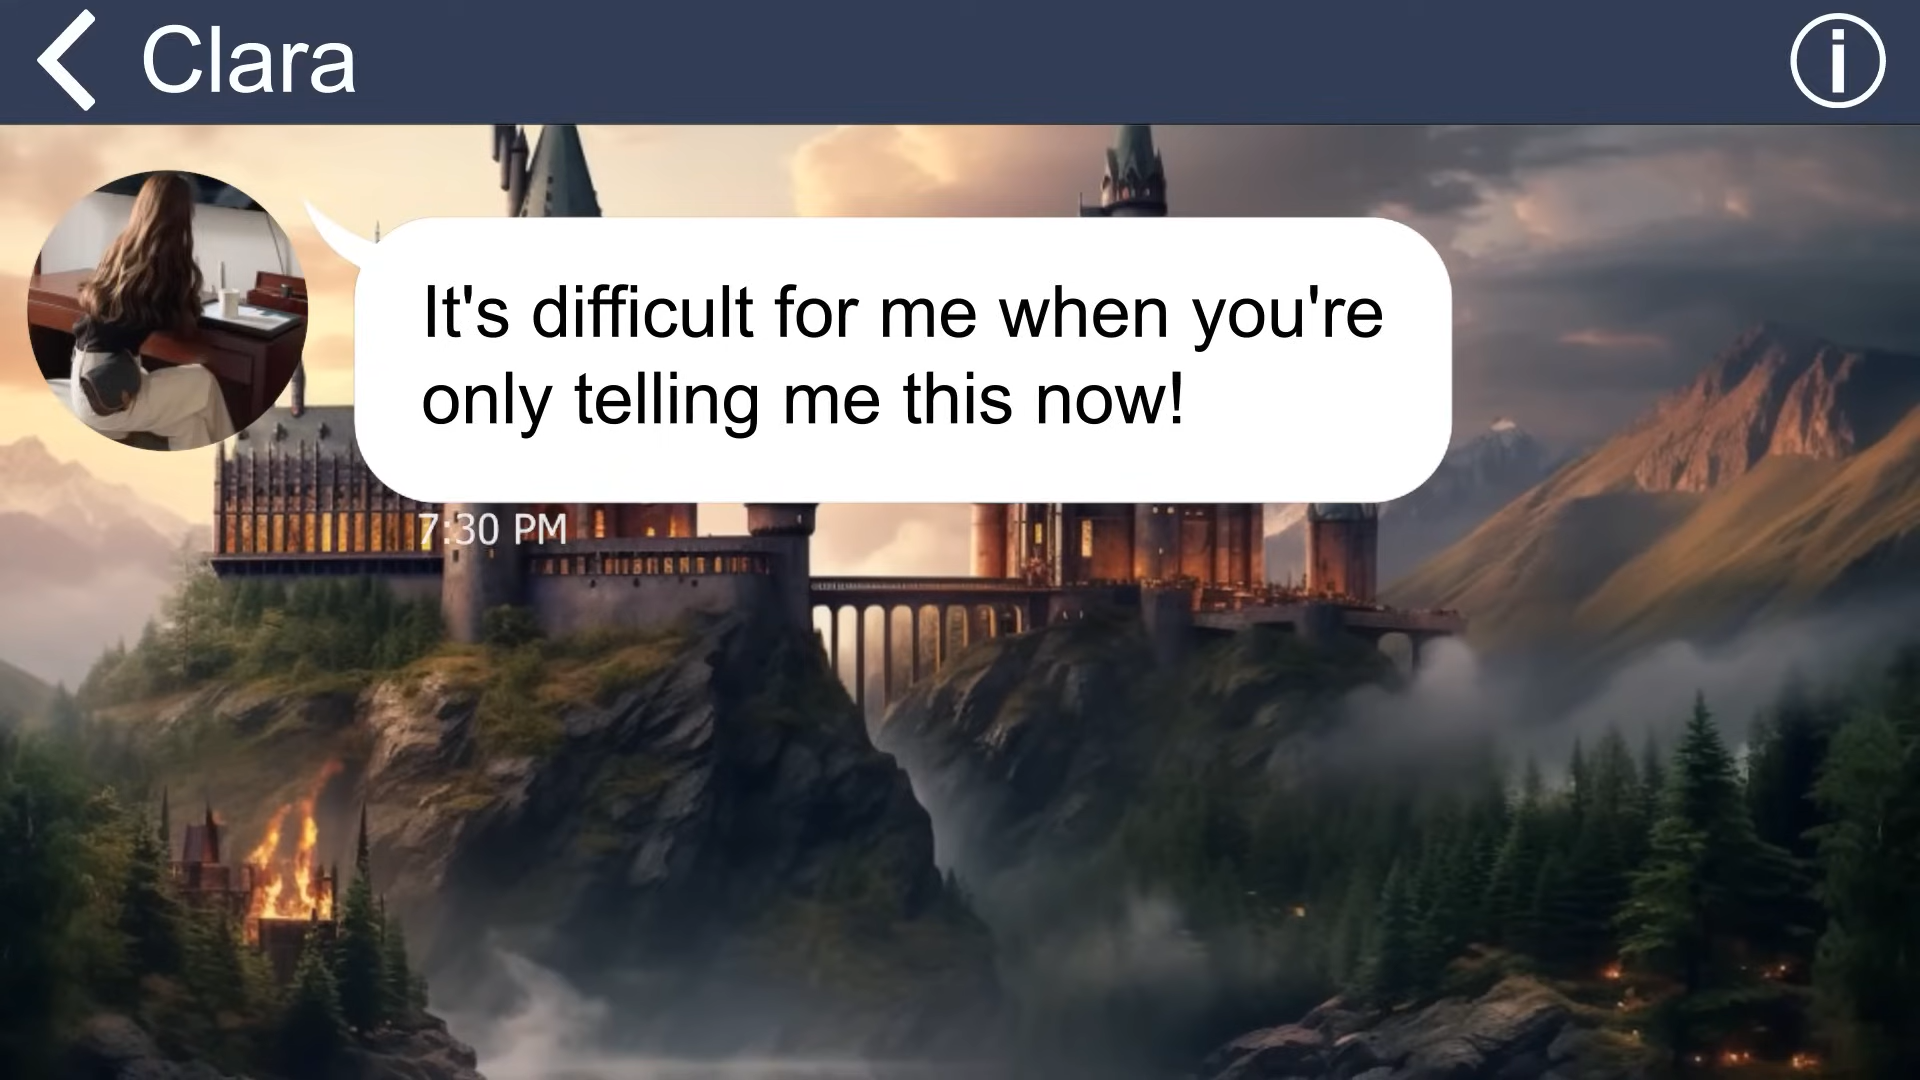 Clara
It's difficult for me when you're
only telling me this now!
7:30 PM